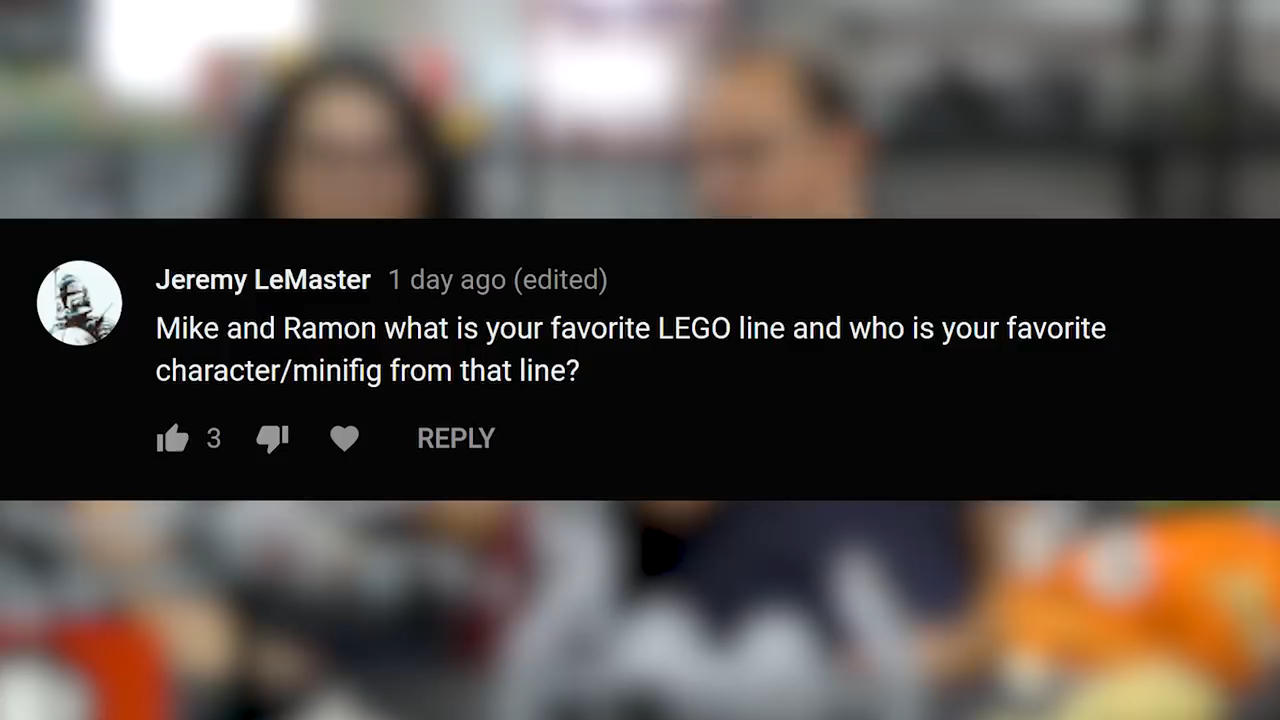 Jeremy LeMaster 1 day ago (edited)
Mike and Ramon what is your favorite LEGO line and who is your favorite
character/minifig from that line?
3 REPLY